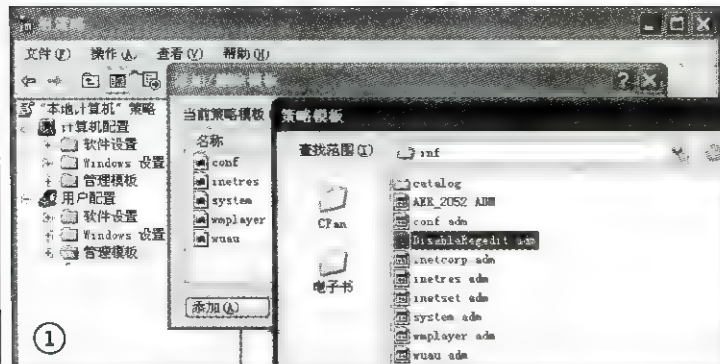 组策略
文件(F) 操作(A) 查看(V) 帮助(H)
"本地计算机" 策略
计算机配置
软件设置
Windows 设置
管理模板
用户配置
软件设置
Windows 设置
管理模板
当前策略模板
名称
conf
inetres
system
wmplayer
wuau
添加(A)
策略模板
查找范围(I) inf
CFan
电子书
catalog
AER_2052 ADM
conf adm
DisableRegedit adm
inetcorp adm
inetres adm
inetset adm
system adm
wmplayer adm
wuau adm
①